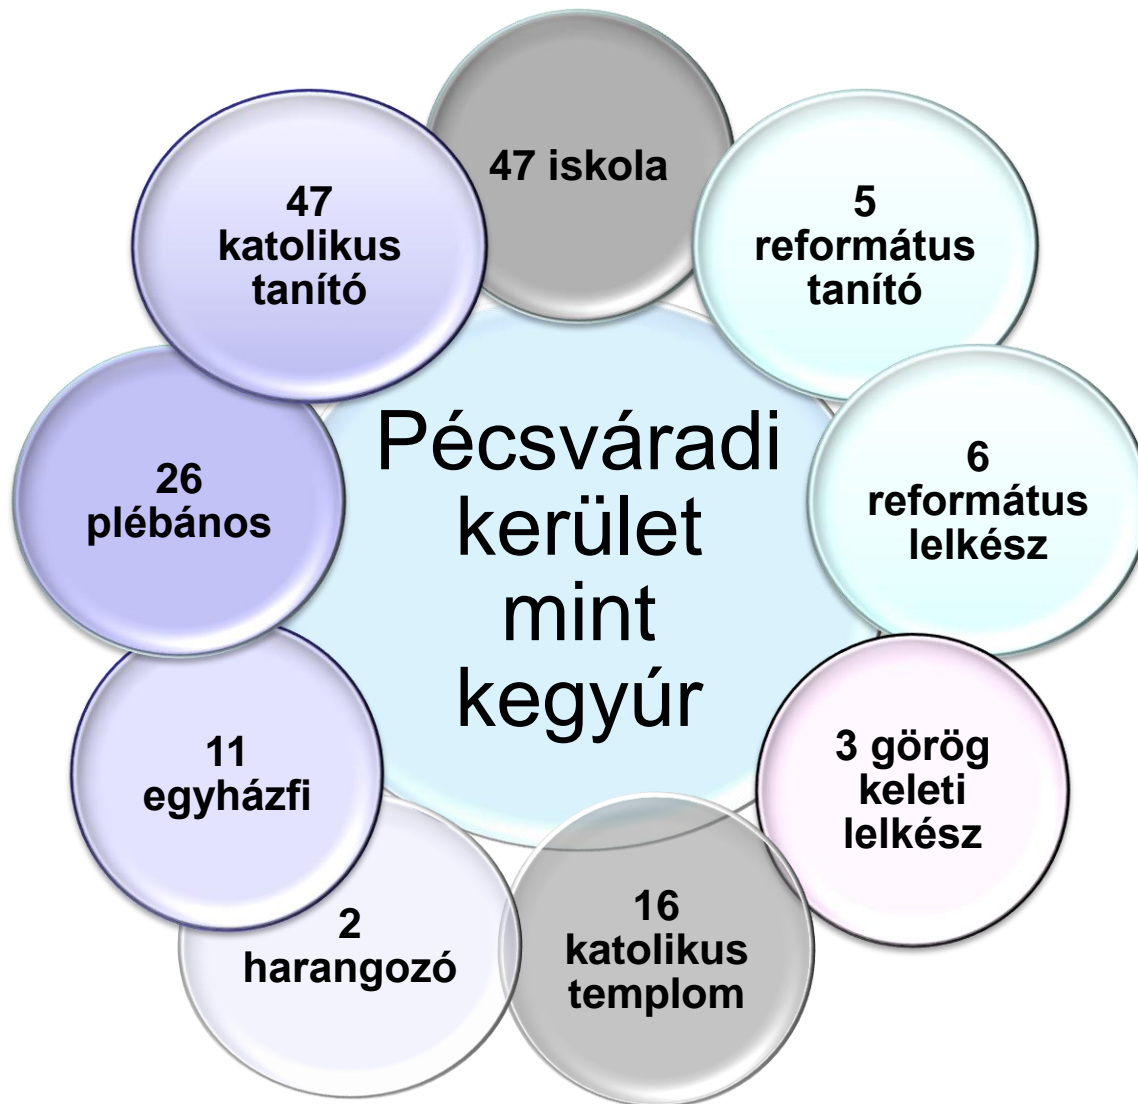 47 iskola
5
református
tanító
6
református
lelkész
3 görög
keleti
lelkész
16
katolikus
templom
2
harangozó
11
egyházfi
26
plébános
47
katolikus
tanító
Pécsváradi
kerület
mint
kegyúr